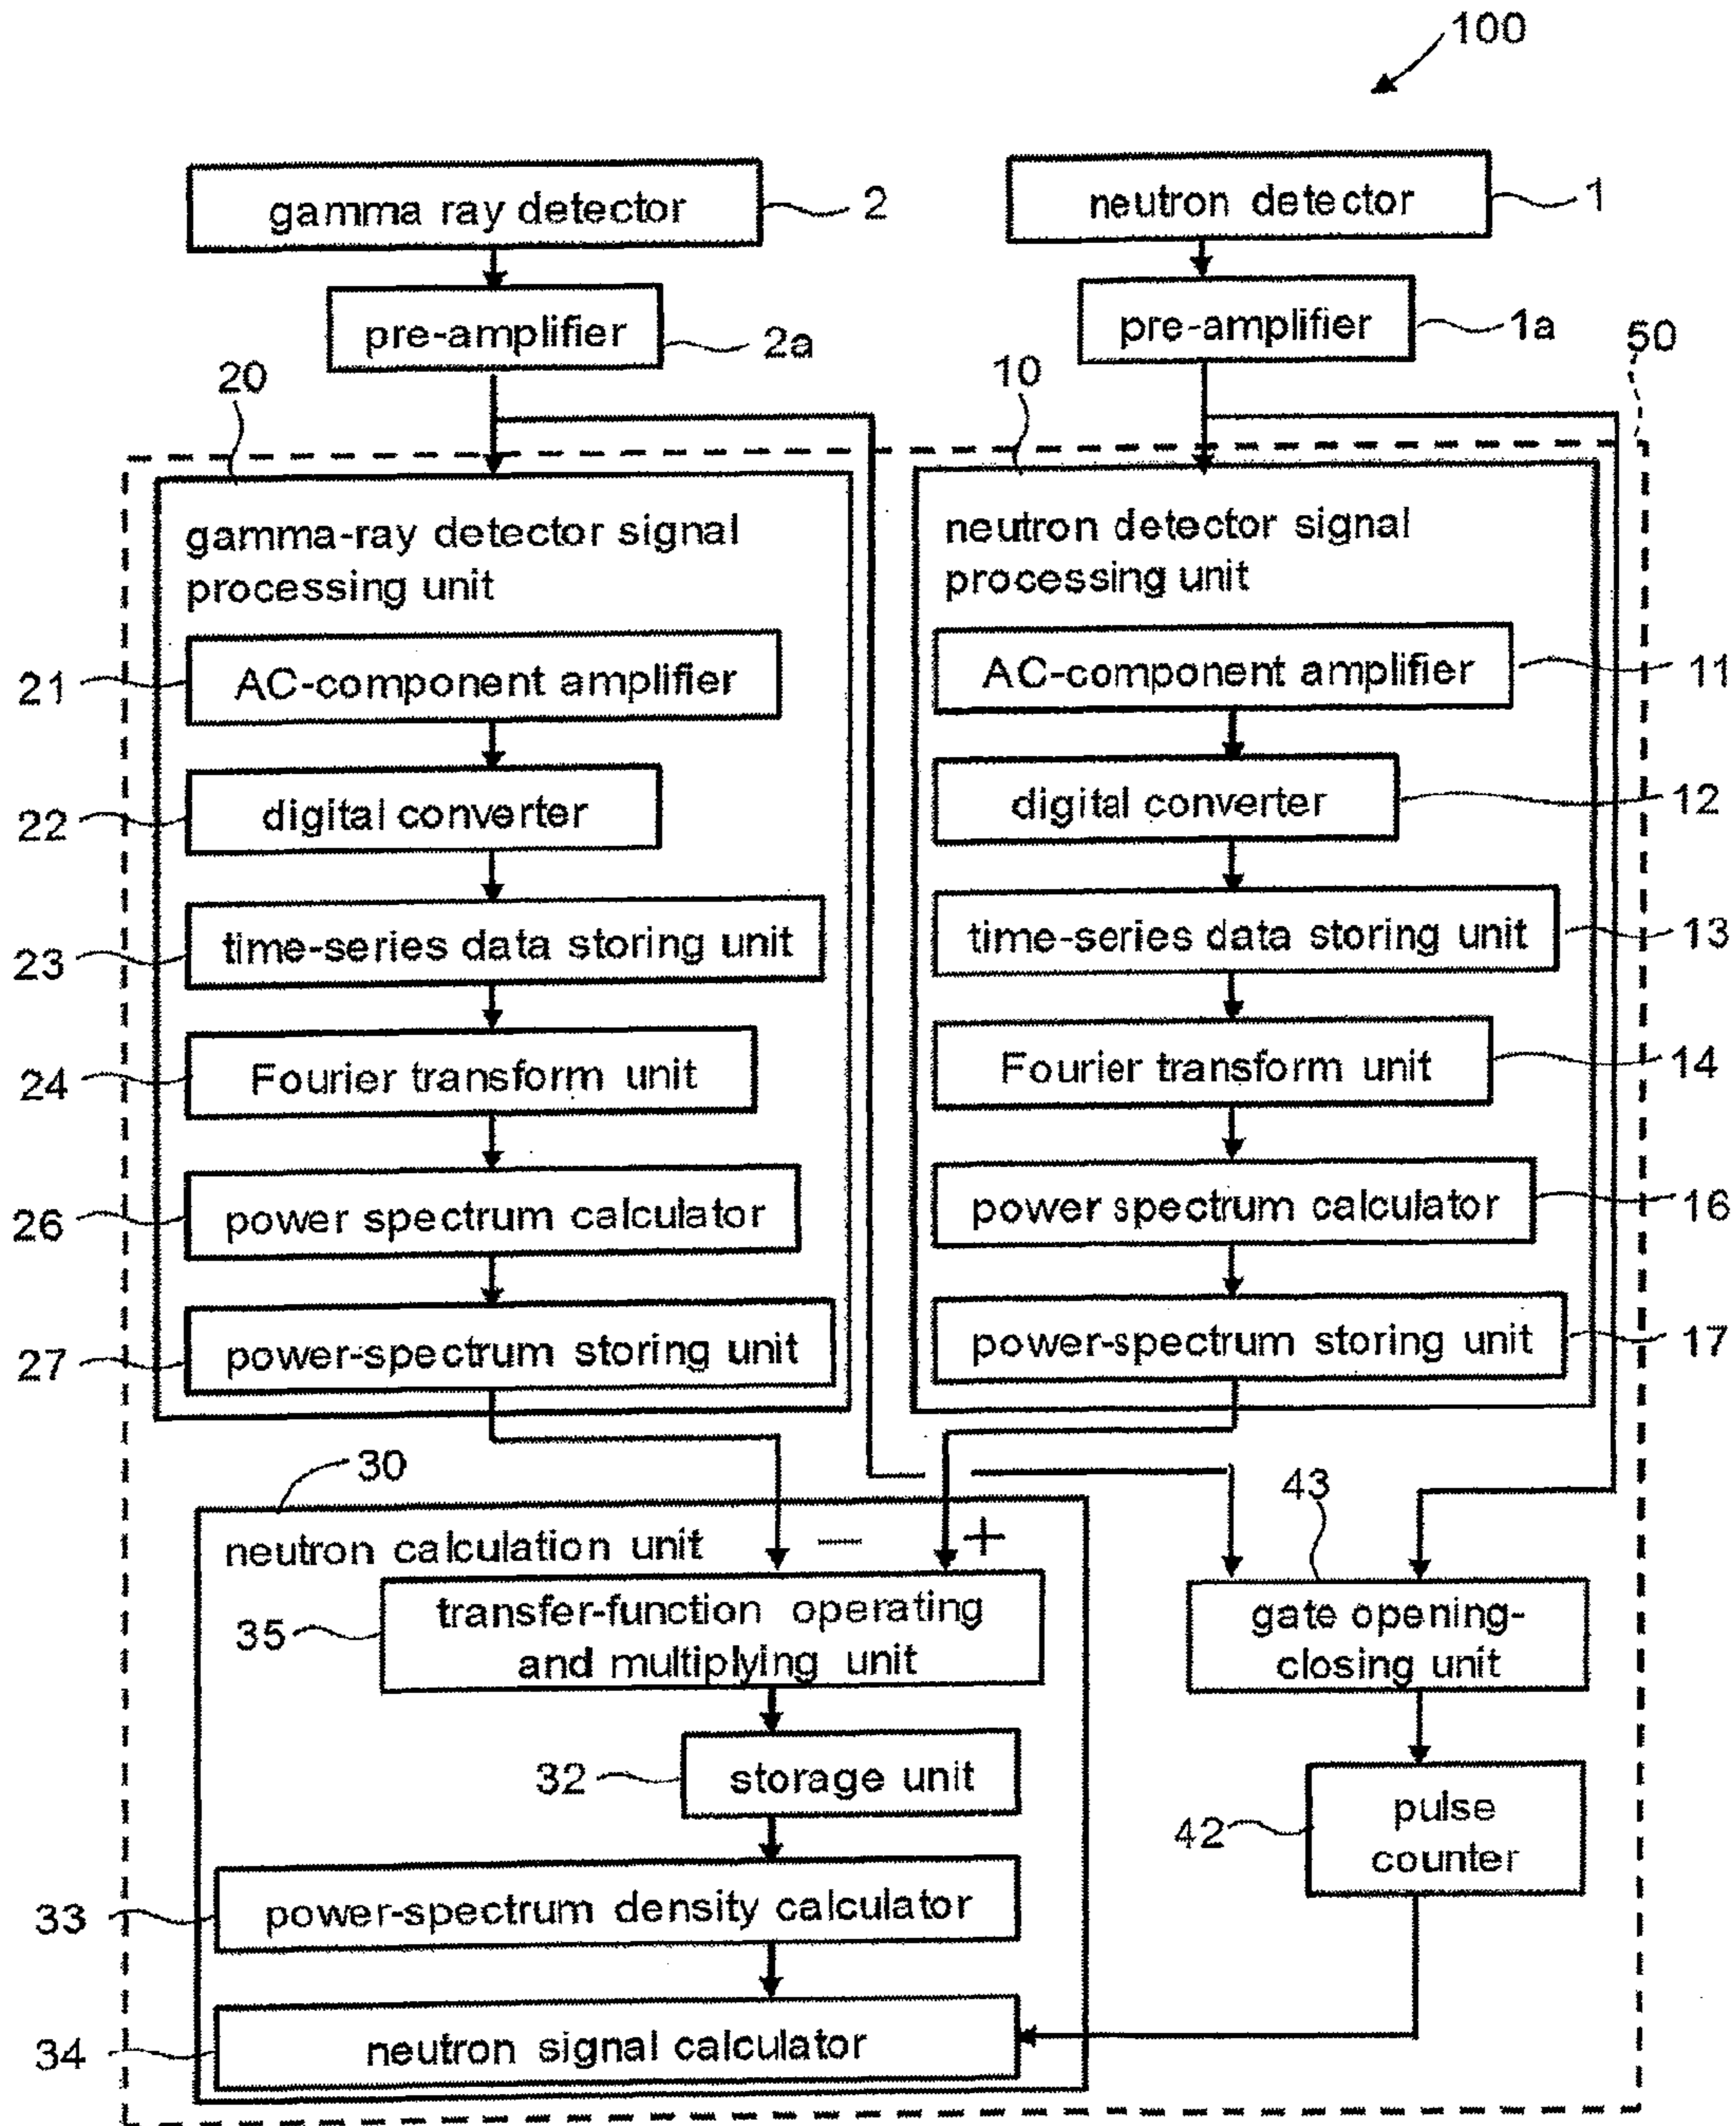 100
gamma ray detector
2
neutron detector
1
pre-amplifier
2a
pre-amplifier
1a
50
20
10
gamma-ray detector signal
processing unit
neutron detector signal
processing unit
21
AC-component amplifier
AC-component amplifier
11
22
digital converter
digital converter
12
23
time-series data storing unit
time-series data storing unit
13
24
Fourier transform unit
Fourier transform unit
14
26
power spectrum calculator
power spectrum calculator
16
27
power-spectrum storing unit
power-spectrum storing unit
17
30
neutron calculation unit
— +
43
35
transfer-function operating
and multiplying unit
gate opening-
closing unit
32
storage unit
42
pulse
counter
33
power-spectrum density calculator
34
neutron signal calculator